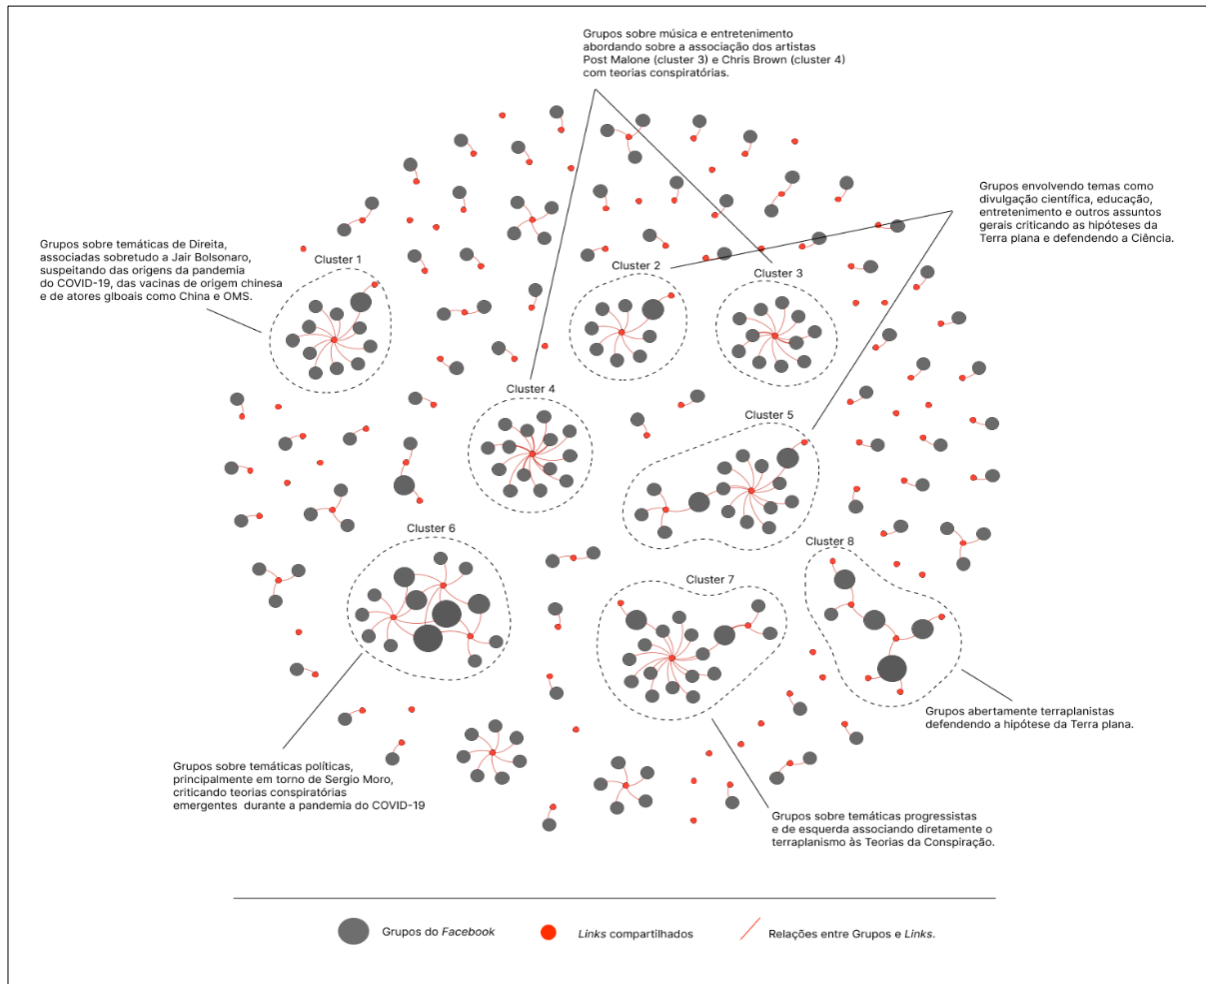 Grupos sobre música e entretenimento
abordando sobre a associação dos artistas
Post Malone (cluster 3) e Chris Brown (cluster 4)
com teorias conspiratórias.
Grupos envolvendo temas como
divulgação científica, educação,
entretenimento e outros assuntos
gerais criticando as hipóteses da
Terra plana e defendendo a Ciência.
Grupos sobre temáticas de Direita,
associadas sobretudo a Jair Bolsonaro,
suspeitando das origens da pandemia
do COVID-19, das vacinas de origem chinesa
e de atores glboais como China e OMS.
Cluster 1
Cluster 2
Cluster 3
Cluster 4
Cluster 5
Cluster 6
Cluster 8
Cluster 7
Grupos abertamente terraplanistas
defendendo a hipótese da Terra plana.
Grupos sobre temáticas políticas,
principalmente em torno de Sergio Moro,
criticando teorias conspiratórias
emergentes durante a pandemia do COVID-19
Grupos sobre temáticas progressistas
e de esquerda associando diretamente o
terraplanismo às Teorias da Conspiração.
Grupos do Facebook
Links compartilhados
Relações entre Grupos e Links.